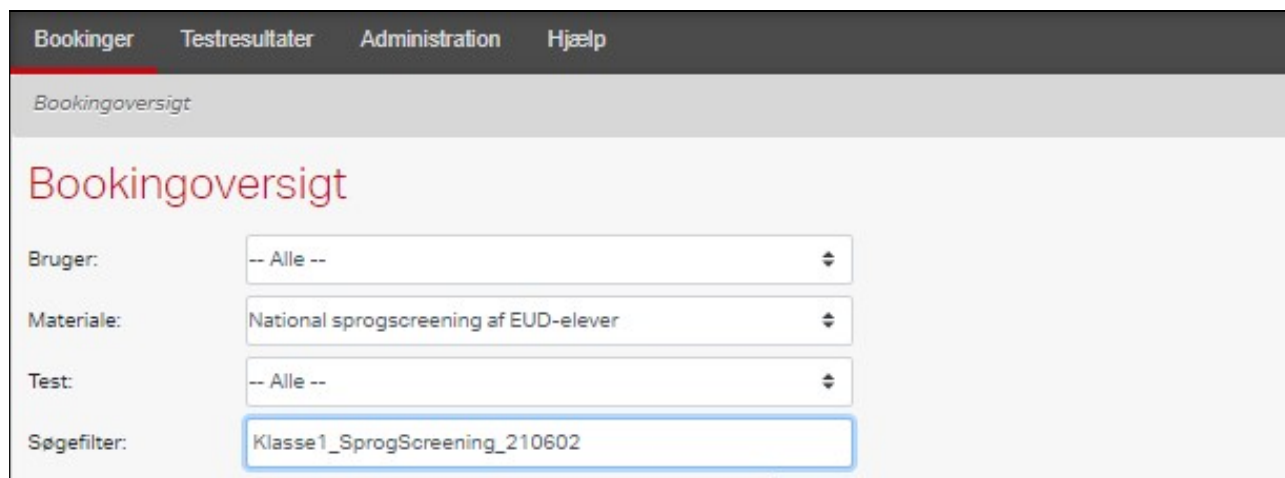 Bookinger Testresultater Administration Hjælp
Bookingoversigt
Bookingoversigt
Bruger: -- Alle --
Materiale: National sprogscreening af EUD-elever
Test: -- Alle --
Søgefilter: Klasse1_SprogScreening_210602